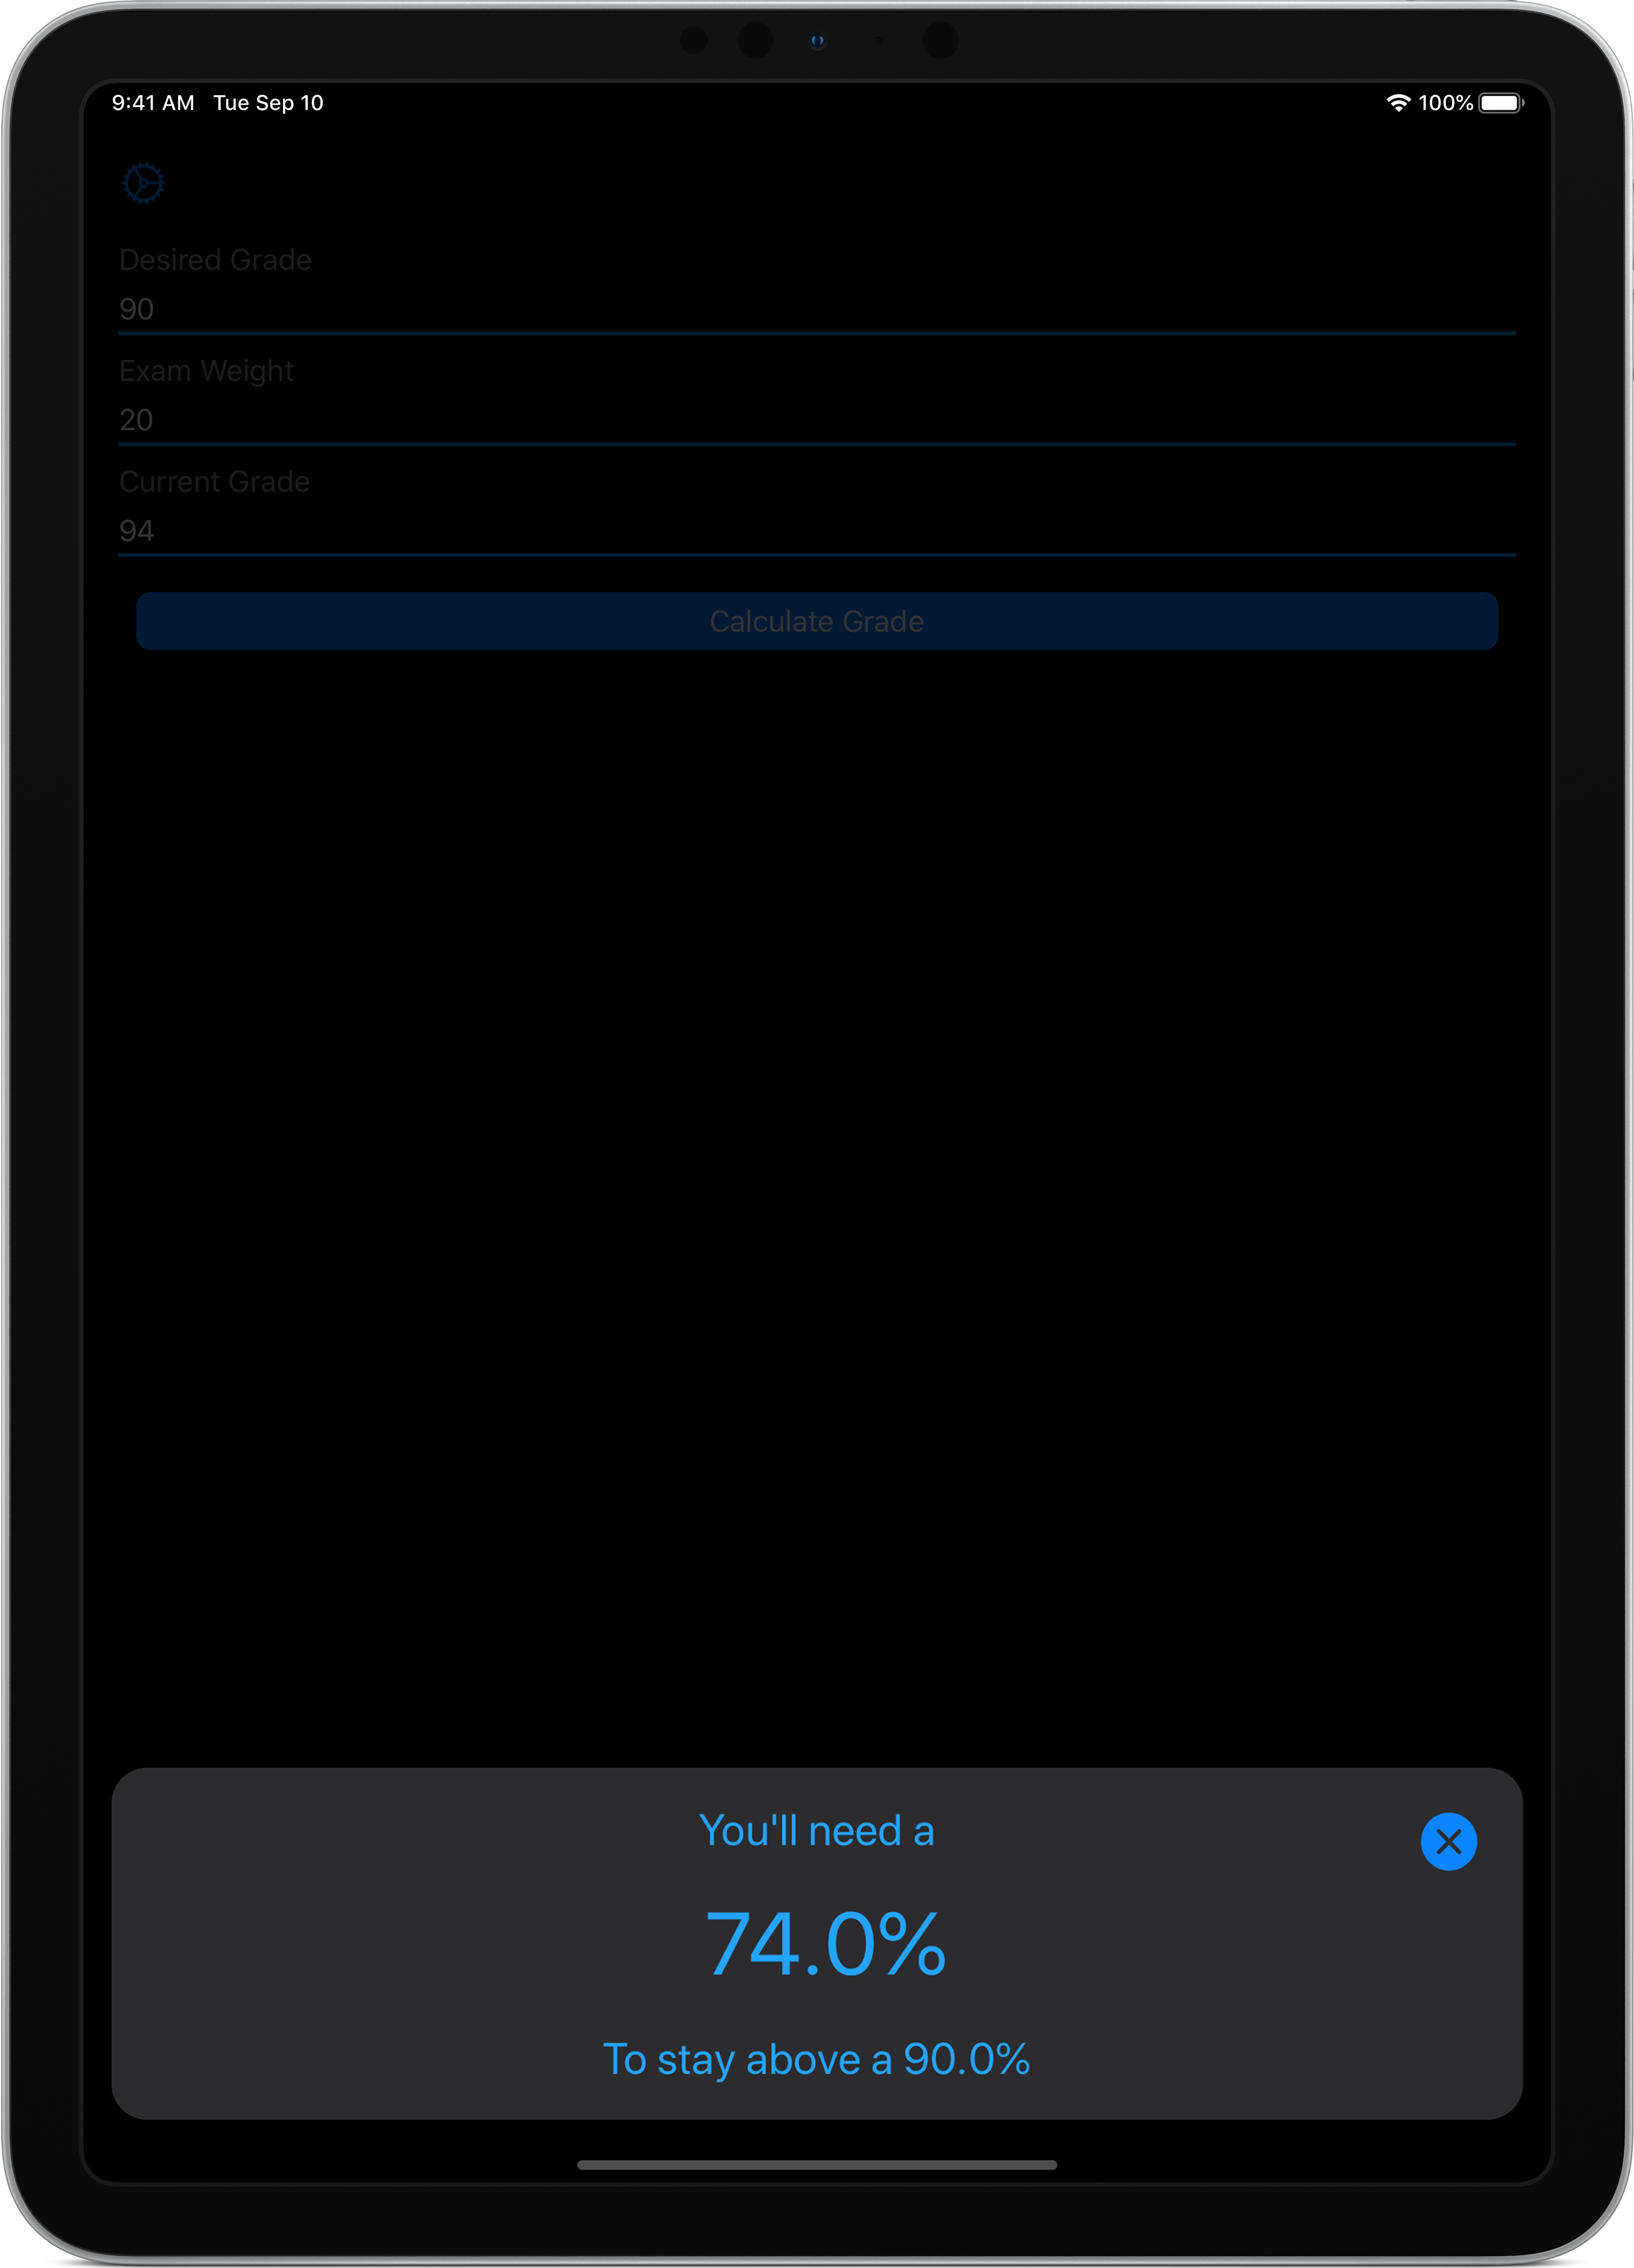 9:41 AM Tue Sep 10
100%
Desired Grade
90
Exam Weight
20
Current Grade
94
Calculate Grade
You'll need a
74.0%
To stay above a 90.0%